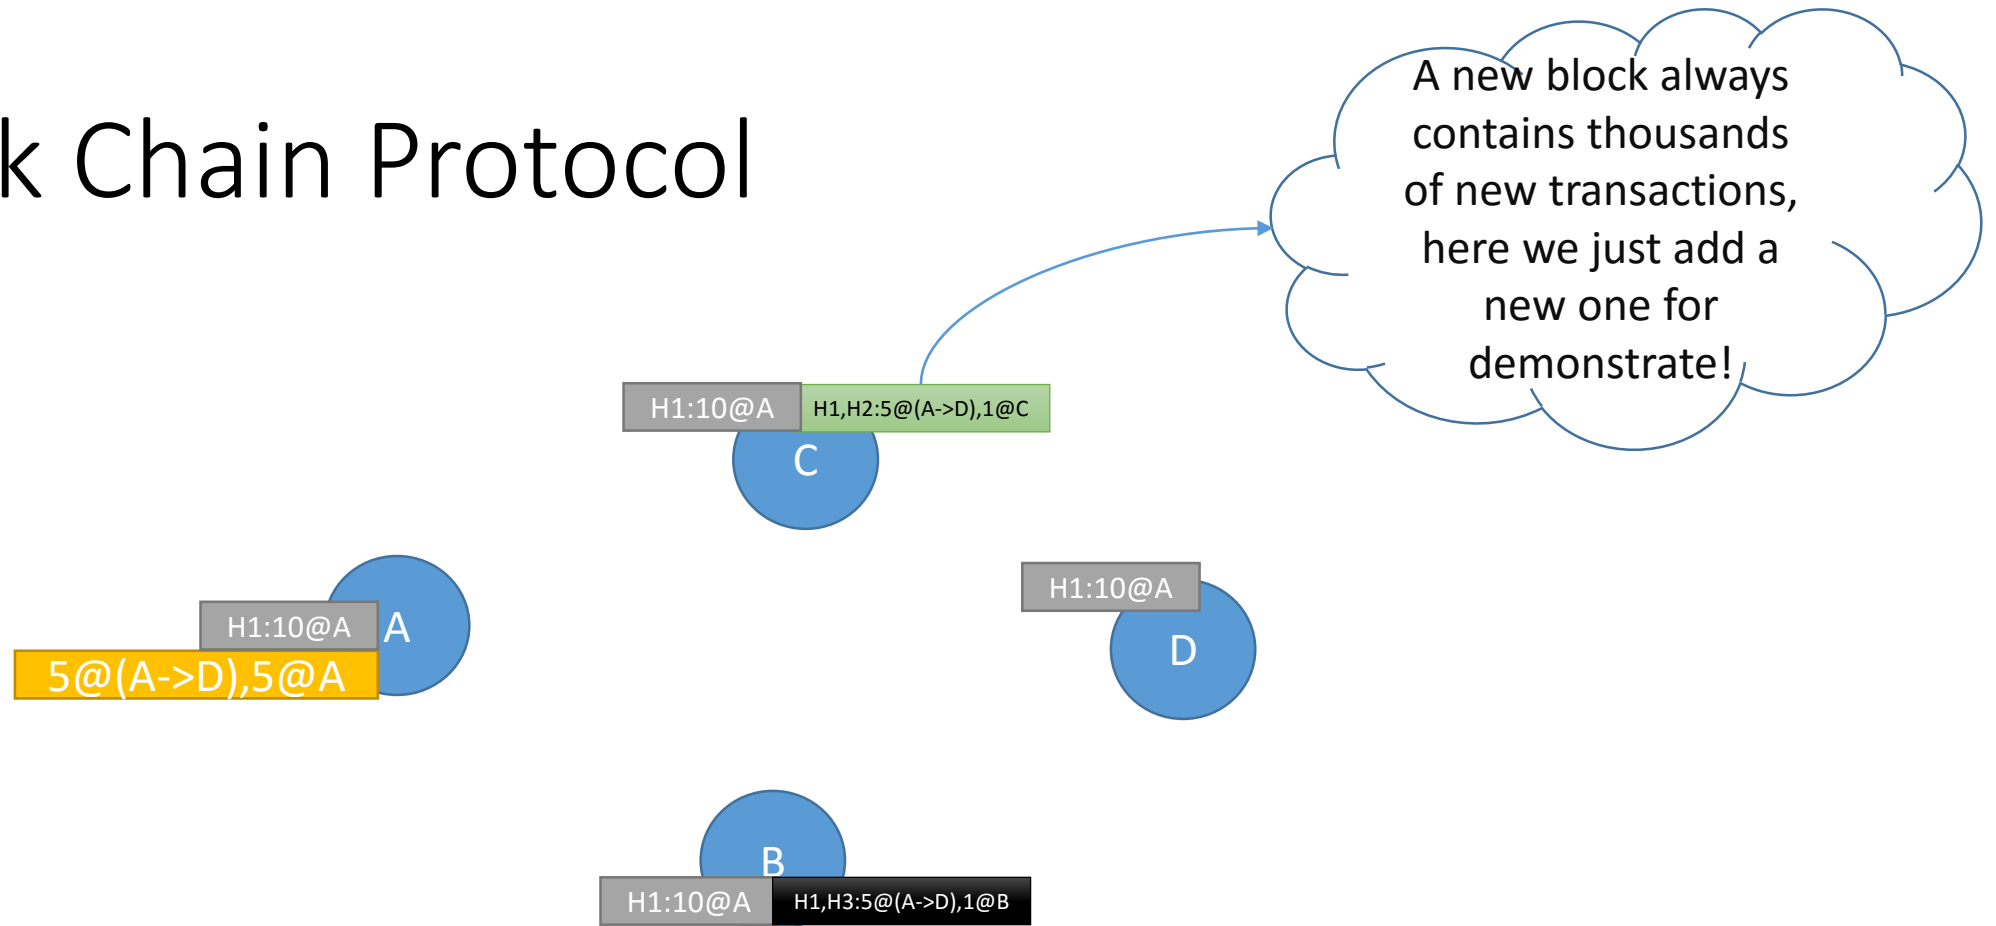 k Chain Protocol
A new block always
contains thousands
of new transactions,
here we just add a
new one for
demonstrate!
H1:10@A
H1,H2:5@(A->D),1@C
C
H1:10@A
A
5@(A->D),5@A
H1:10@A
D
B
H1:10@A
H1,H3:5@(A->D),1@B